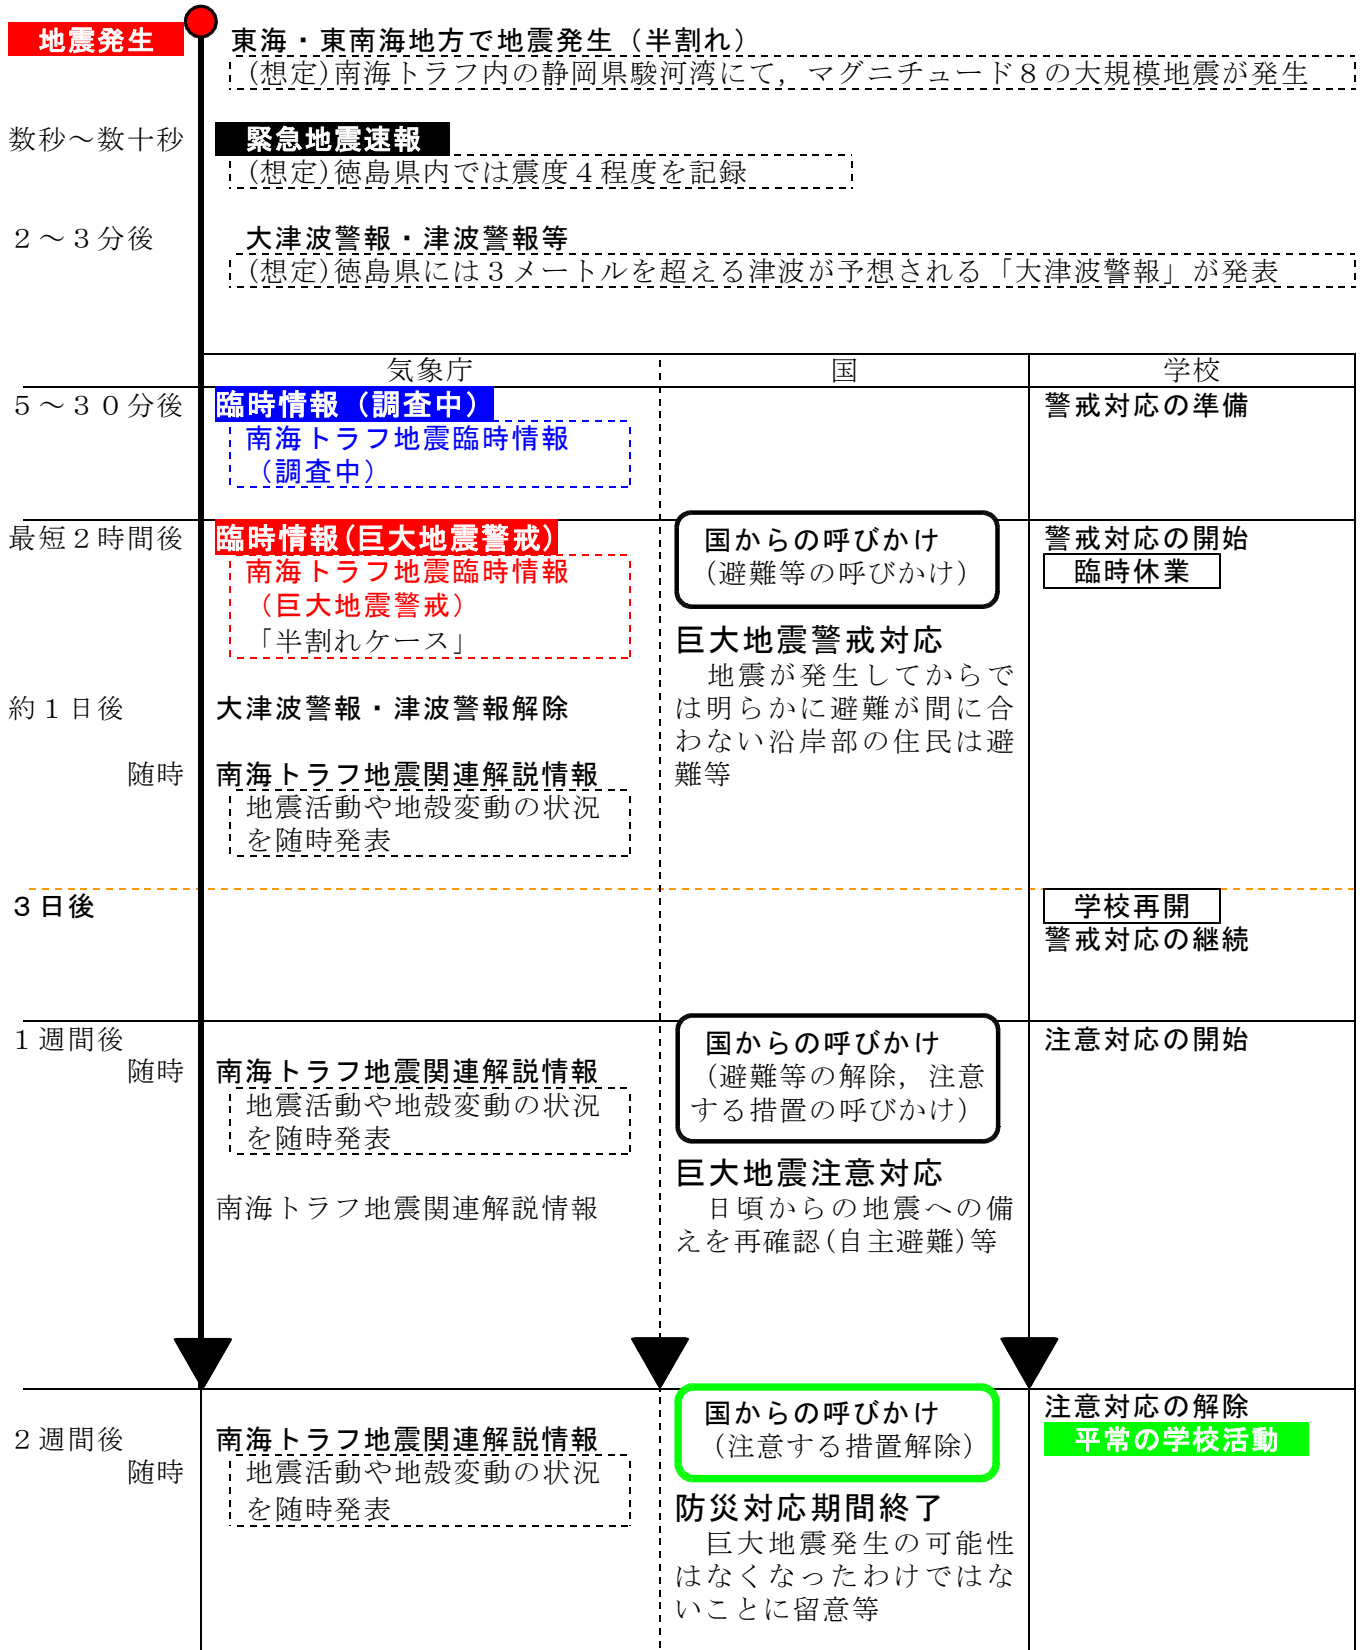 地震発生
東海・東南海地方で地震発生（半割れ）
(想定)南海トラフ内の静岡県駿河湾にて，マグニチュード８の大規模地震が発生
数秒～数十秒
緊急地震速報
(想定)徳島県内では震度４程度を記録
２～３分後
大津波警報・津波警報等
(想定)徳島県には３メートルを超える津波が予想される「大津波警報」が発表
気象庁
国
学校
５～３０分後
臨時情報（調査中）
南海トラフ地震臨時情報
（調査中）
警戒対応の準備
最短２時間後
臨時情報(巨大地震警戒)
南海トラフ地震臨時情報
（巨大地震警戒）
「半割れケース」
国からの呼びかけ
(避難等の呼びかけ)
警戒対応の開始
臨時休業
巨大地震警戒対応
地震が発生してからで
は明らかに避難が間に合
わない沿岸部の住民は避
難等
約１日後
大津波警報・津波警報解除
随時
南海トラフ地震関連解説情報
地震活動や地殻変動の状況
を随時発表
３日後
学校再開
警戒対応の継続
１週間後
随時
南海トラフ地震関連解説情報
地震活動や地殻変動の状況
を随時発表
南海トラフ地震関連解説情報
国からの呼びかけ
(避難等の解除，注意
する措置の呼びかけ)
巨大地震注意対応
日頃からの地震への備
えを再確認(自主避難)等
注意対応の開始
２週間後
随時
南海トラフ地震関連解説情報
地震活動や地殻変動の状況
を随時発表
国からの呼びかけ
(注意する措置解除)
防災対応期間終了
巨大地震発生の可能性
はなくなったわけではな
いことに留意等
注意対応の解除
平常の学校活動